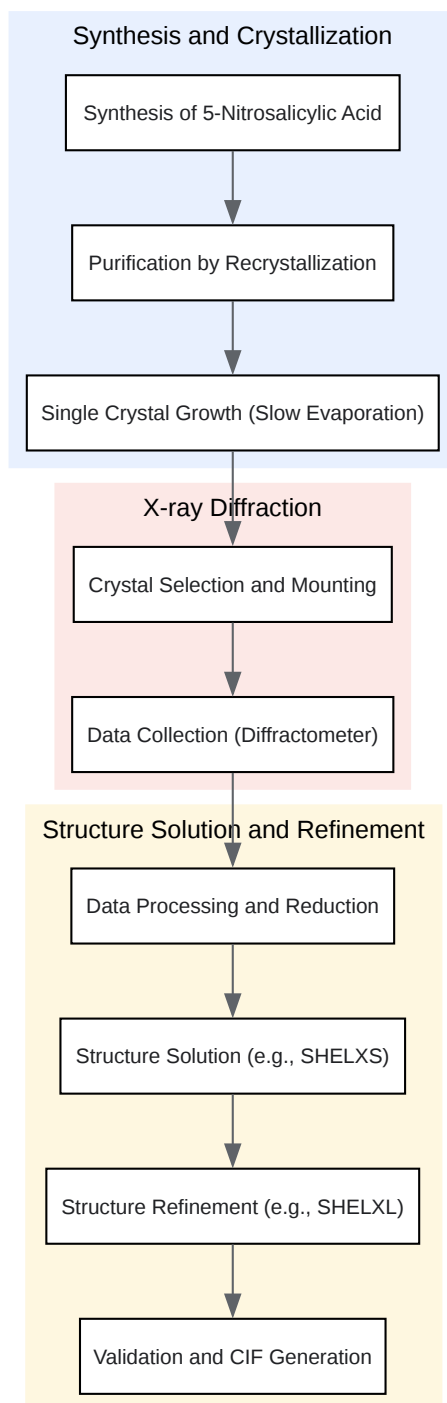 Synthesis and Crystallization
Synthesis of 5-Nitrosalicylic Acid
Purification by Recrystallization
Single Crystal Growth (Slow Evaporation)
X-ray Diffraction
Crystal Selection and Mounting
Data Collection (Diffractometer)
Structure Solution and Refinement
Data Processing and Reduction
Structure Solution (e.g., SHELXS)
Structure Refinement (e.g., SHELXL)
Validation and CIF Generation